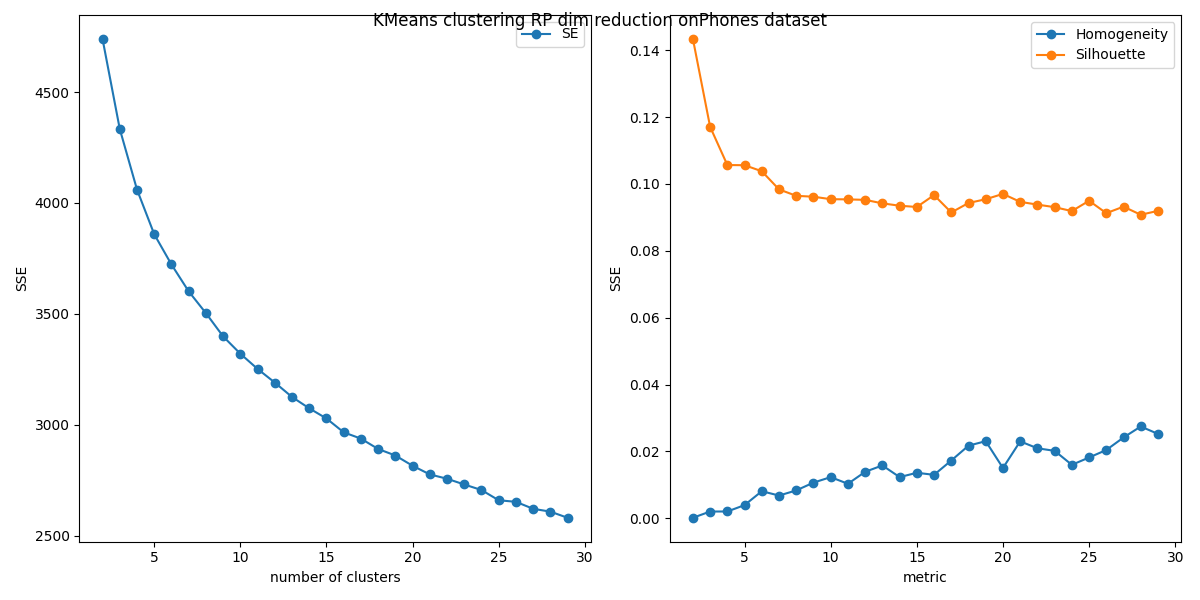 KMeans clustering RP dim reduction onPhones dataset
SE
4500
4000
3500
3000
2500
SSE
5 10 15 20 25 30
number of clusters
Homogeneity
Silhouette
0.14
0.12
0.10
0.08
0.06
0.04
0.02
0.00
SSE
5 10 15 20 25 30
metric